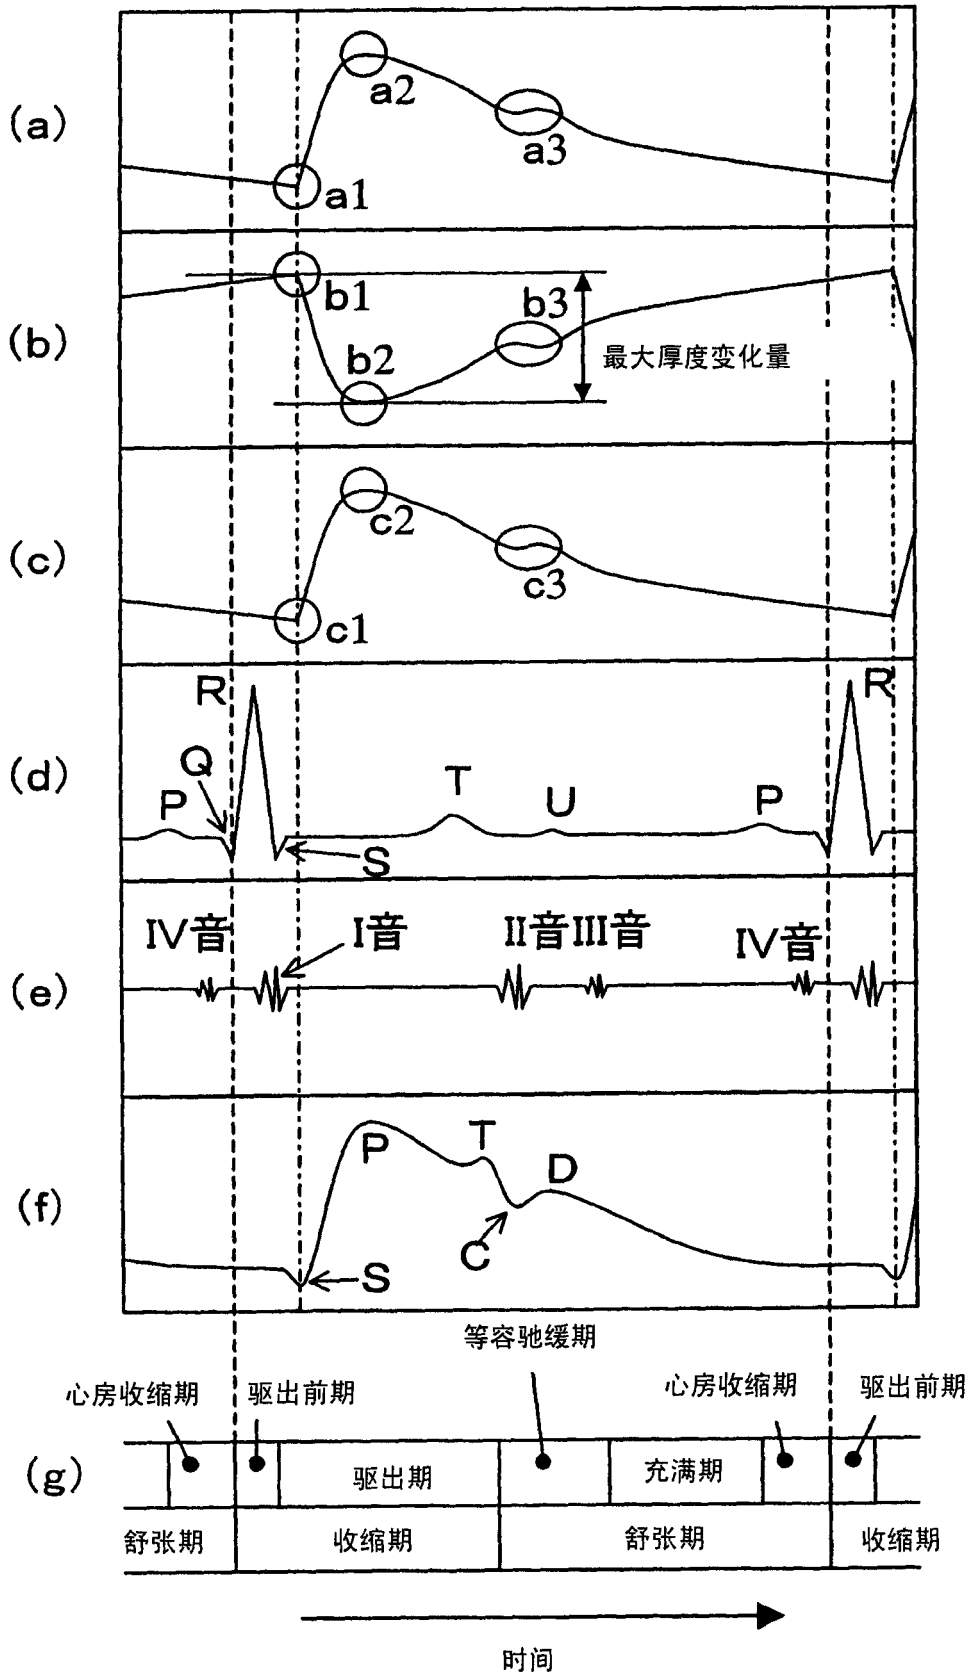 (a)
a2
a3
a1
(b)
b1
b3
b2
最大厚度变化量
(c)
c2
c3
c1
(d)
R
R
Q
P
T
U
P
S
(e)
IV音
I音
II音III音
IV音
(f)
P
T
D
C
S
等容驰缓期
心房收缩期
驱出前期
心房收缩期
驱出前期
(g)
驱出期
充满期
舒张期
收缩期
舒张期
收缩期
时间